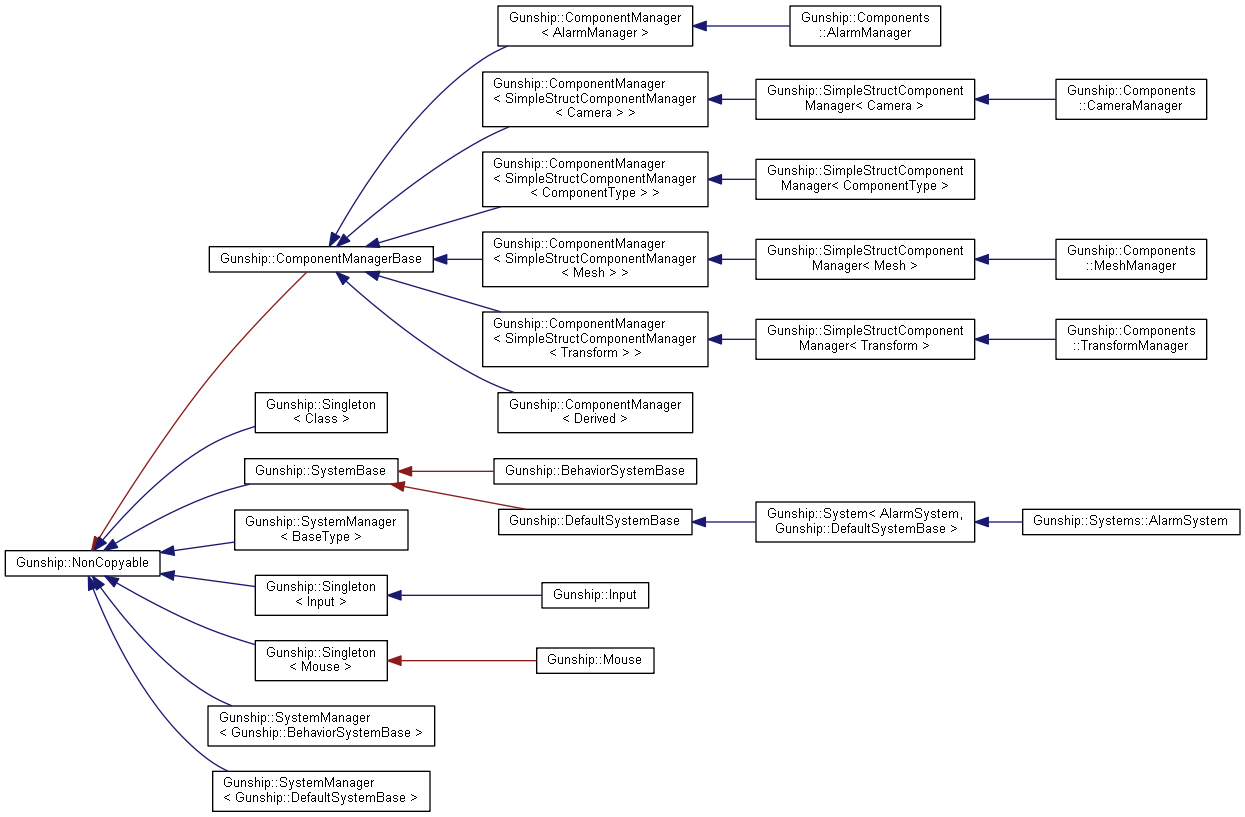 Gunship::ComponentManager
< AlarmManager >
Gunship::Components
::AlarmManager
Gunship::ComponentManager
< SimpleStructComponentManager
< Camera > >
Gunship::SimpleStructComponent
Manager< Camera >
Gunship::Components
::CameraManager
Gunship::ComponentManager
< SimpleStructComponentManager
< ComponentType > >
Gunship::SimpleStructComponent
Manager< ComponentType >
Gunship::ComponentManagerBase
Gunship::ComponentManager
< SimpleStructComponentManager
< Mesh > >
Gunship::SimpleStructComponent
Manager< Mesh >
Gunship::Components
::MeshManager
Gunship::ComponentManager
< SimpleStructComponentManager
< Transform > >
Gunship::SimpleStructComponent
Manager< Transform >
Gunship::Components
::TransformManager
Gunship::ComponentManager
< Derived >
Gunship::Singleton
< Class >
Gunship::SystemBase
Gunship::BehaviorSystemBase
Gunship::DefaultSystemBase
Gunship::System< AlarmSystem,
Gunship::DefaultSystemBase >
Gunship::Systems::AlarmSystem
Gunship::SystemManager
< BaseType >
Gunship::NonCopyable
Gunship::Singleton
< Input >
Gunship::Input
Gunship::Singleton
< Mouse >
Gunship::Mouse
Gunship::SystemManager
< Gunship::BehaviorSystemBase >
Gunship::SystemManager
< Gunship::DefaultSystemBase >